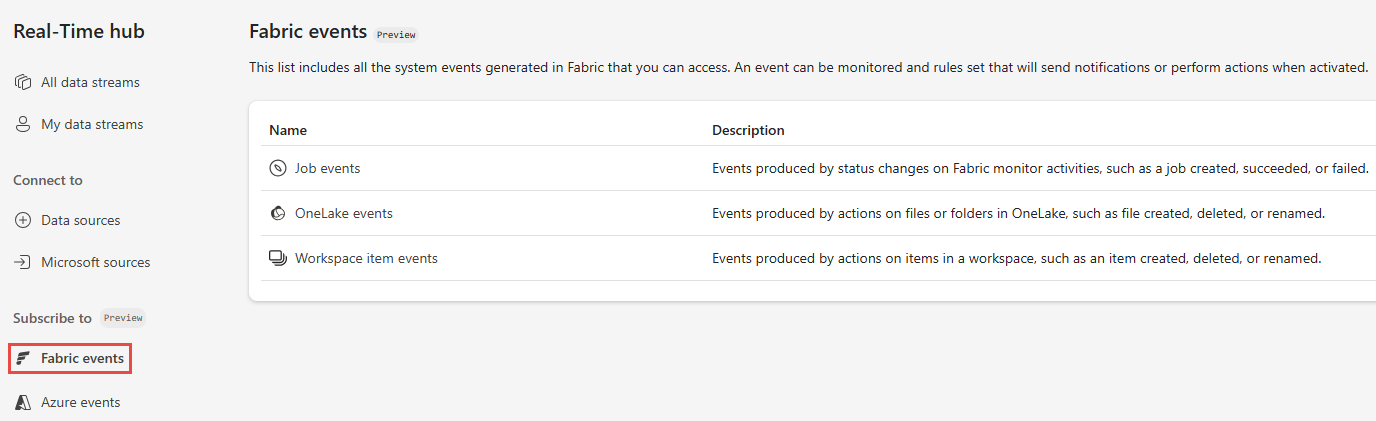 Real-Time hub
All data streams
My data streams
Connect to
Data sources
Microsoft sources
Subscribe to Preview
Fabric events
Azure events
Fabric events Preview
This list includes all the system events generated in Fabric that you can access. An event can be monitored and rules set that will send notifications or perform actions when activated.
Name Description
Job events Events produced by status changes on Fabric monitor activities, such as a job created, succeeded, or failed.
OneLake events Events produced by actions on files or folders in OneLake, such as file created, deleted, or renamed.
Workspace item events Events produced by actions on items in a workspace, such as an item created, deleted, or renamed.